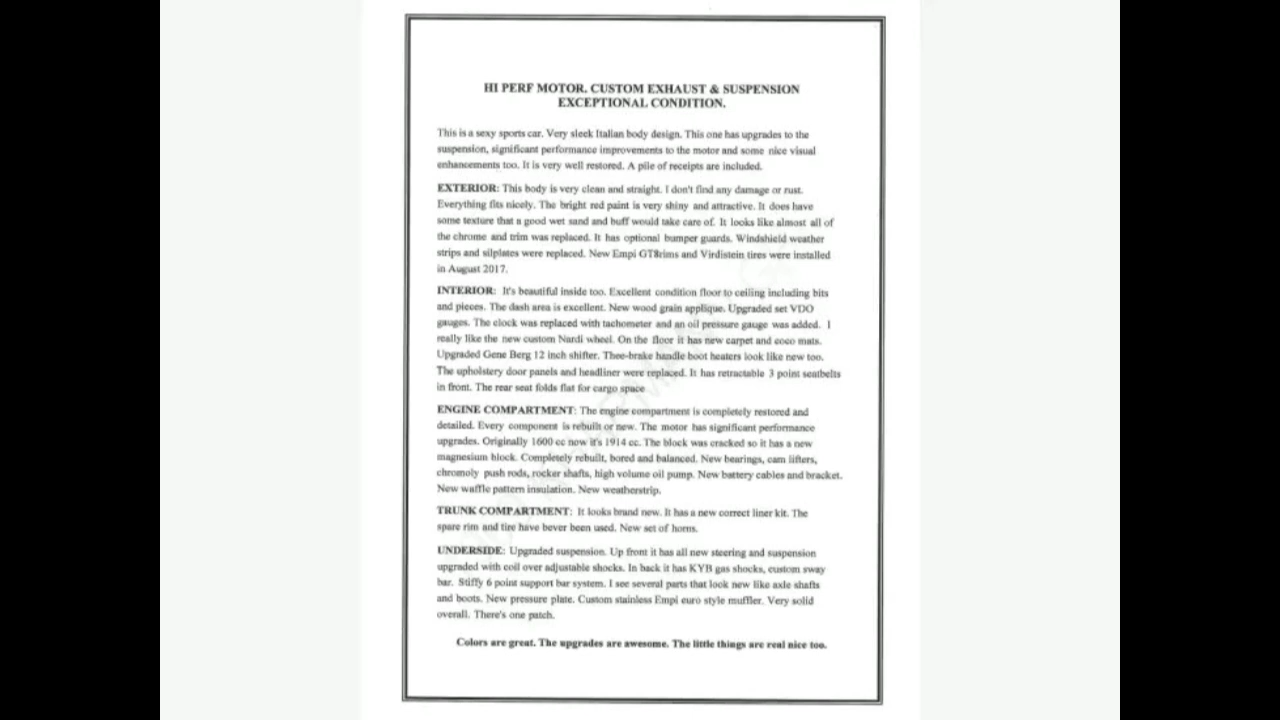 HI PERF MOTOR. CUSTOM EXHAUST & SUSPENSION
EXCEPTIONAL CONDITION.
This is a sexy sports car. Very sleek Italian body design. This one has upgrades to the
suspension, significant performance improvements to the motor and some nice visual
enhancements too. It is very well restored. A pile of receipts are included.
EXTERIOR: This body is very clean and straight. I don't find any damage or rust.
Everything fits nicely. The bright red paint is very shiny and attractive. It does have
some texture that a good wet sand and buff would take care of. It looks like almost all of
the chrome and trim was replaced. It has optional bumper guards. Windshield weather
strips and silplates were replaced. New Empi GT8rims and Virdistein tires were installed
in August 2017.
INTERIOR: It's beautiful inside too. Excellent condition floor to ceiling including bits
and pieces. The dash area is excellent. New wood grain applique. Upgraded set VDO
gauges. The clock was replaced with tachometer and an oil pressure gauge was added. I
really like the new custom Nardi wheel. On the floor it has new carpet and coco mats.
Upgraded Gene Berg 12 inch shifter. Thee-brake handle boot heaters look like new too.
The upholstery door panels and headliner were replaced. It has retractable 3 point seatbelts
in front. The rear seat folds flat for cargo space
ENGINE COMPARTMENT: The engine compartment is completely restored and
detailed. Every component is rebuilt or new. The motor has significant performance
upgrades. Originally 1600 cc now it's 1914 cc. The block was cracked so it has a new
magnesium block. Completely rebuilt, bored and balanced. New bearings, cam lifters,
chromoly push rods, rocker shafts, high volume oil pump. New battery cables and bracket.
New waffle pattern insulation. New weatherstrip.
TRUNK COMPARTMENT: It looks brand new. It has a new correct liner kit. The
spare rim and tire have bever been used. New set of horns.
UNDERSIDE: Upgraded suspension. Up front it has all new steering and suspension
upgraded with coil over adjustable shocks. In back it has KYB gas shocks, custom sway
bar. Stiffy 6 point support bar system. I see several parts that look new like axle shafts
and boots. New pressure plate. Custom stainless Empi euro style muffler. Very solid
overall. There's one patch.
Colors are great. The upgrades are awesome. The little things are real nice too.